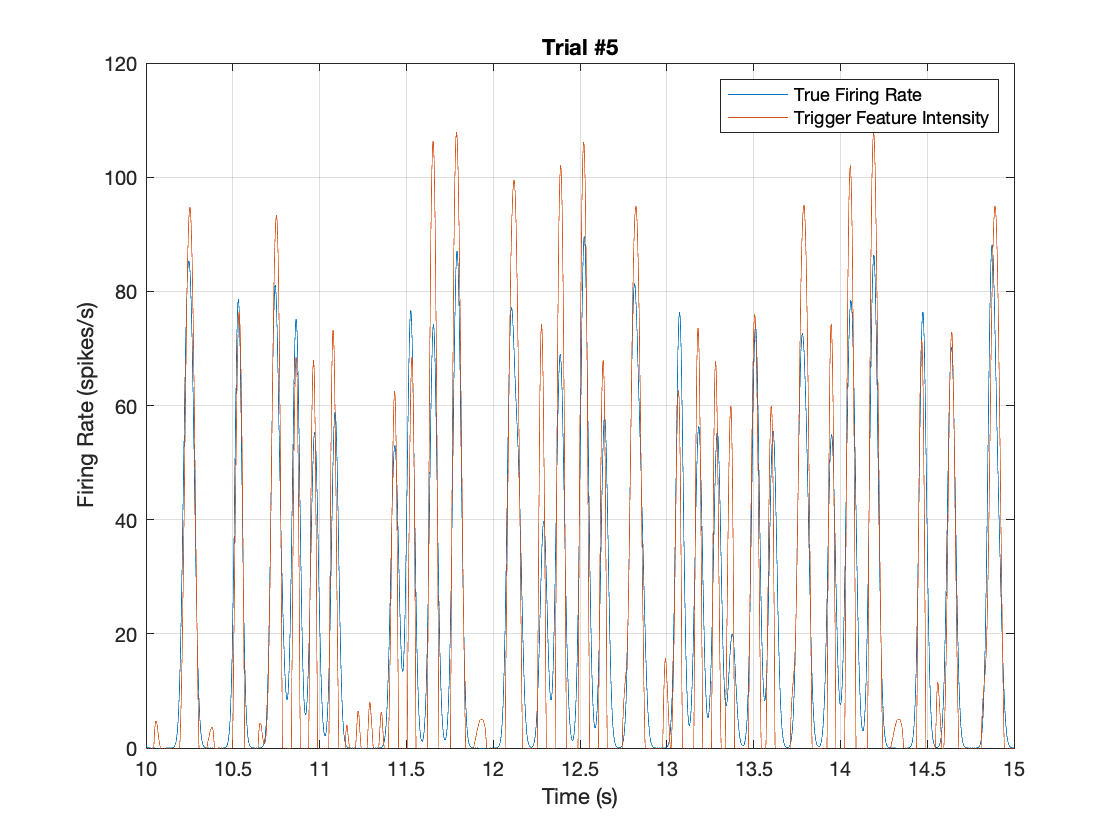 Trial #5
True Firing Rate
Trigger Feature Intensity
Firing Rate (spikes/s)
120
100
80
60
40
20
0
10 10.5 11 11.5 12 12.5 13 13.5 14 14.5 15
Time (s)